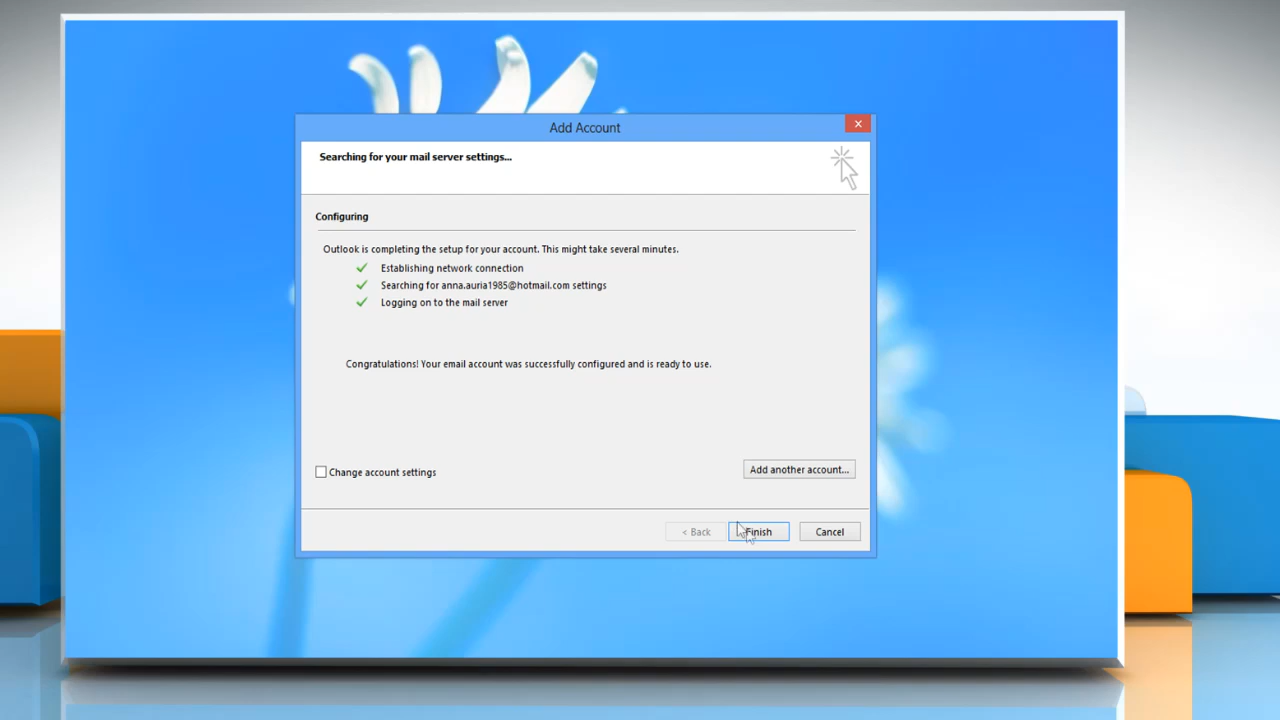 Add Account
Searching for your mail server settings...
Configuring
Outlook is completing the setup for your account. This might take several minutes.
Establishing network connection
Searching for anna.auria1985@hotmail.com settings
Logging on to the mail server
Congratulations! Your email account was successfully configured and is ready to use.
Change account settings
Add another account...
< Back
Finish
Cancel